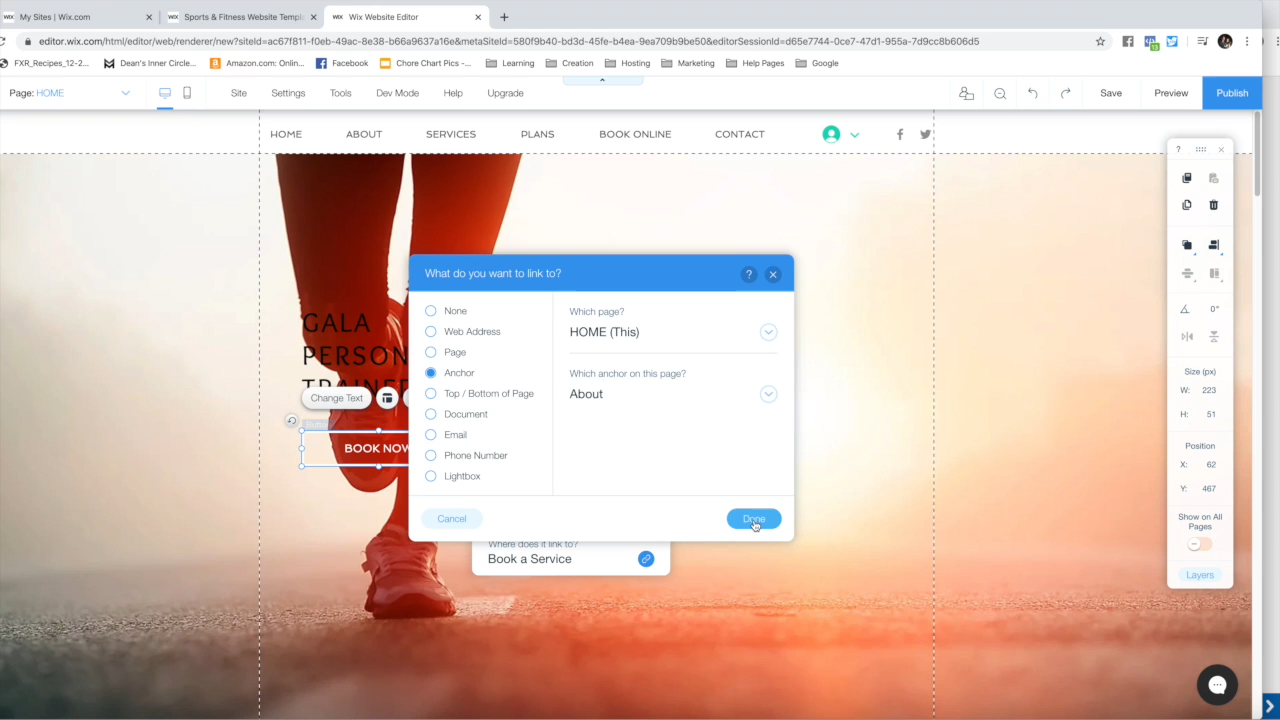 My Sites | Wix.com
Sports & Fitness Website Templ
Wix Website Editor
editor.wix.com/html/editor/web/renderer/new?siteId=ac67f811-f0eb-49ac-8e38-b66a9637a16e&metaSiteId=580f9b40-bd3d-45fe-b4ea-9ea709b9be50&editorSessionId=d65e7744-0ce7-47d1-955a-7d9cc8b606d5
FXR_Recipes_12-2... Dean's Inner Circle... Amazon.com: Onlin... Facebook Chore Chart Pics -... Learning Creation Hosting Marketing Help Pages Google
Page: HOME Site Settings Tools Dev Mode Help Upgrade Save Preview Publish
HOME ABOUT SERVICES PLANS BOOK ONLINE CONTACT
What do you want to link to?
None
Web Address
Page
Anchor
Top / Bottom of Page
Document
Email
Phone Number
Lightbox
Which page?
HOME (This)
Which anchor on this page?
About
Cancel
Done
GALA
PERSON
TRAINER
Change Text
Button
BOOK NOW
Where does it link to?
Book a Service
0°
Size (px)
W: 223
H: 51
Position
X: 62
Y: 467
Show on All
Pages
Layers